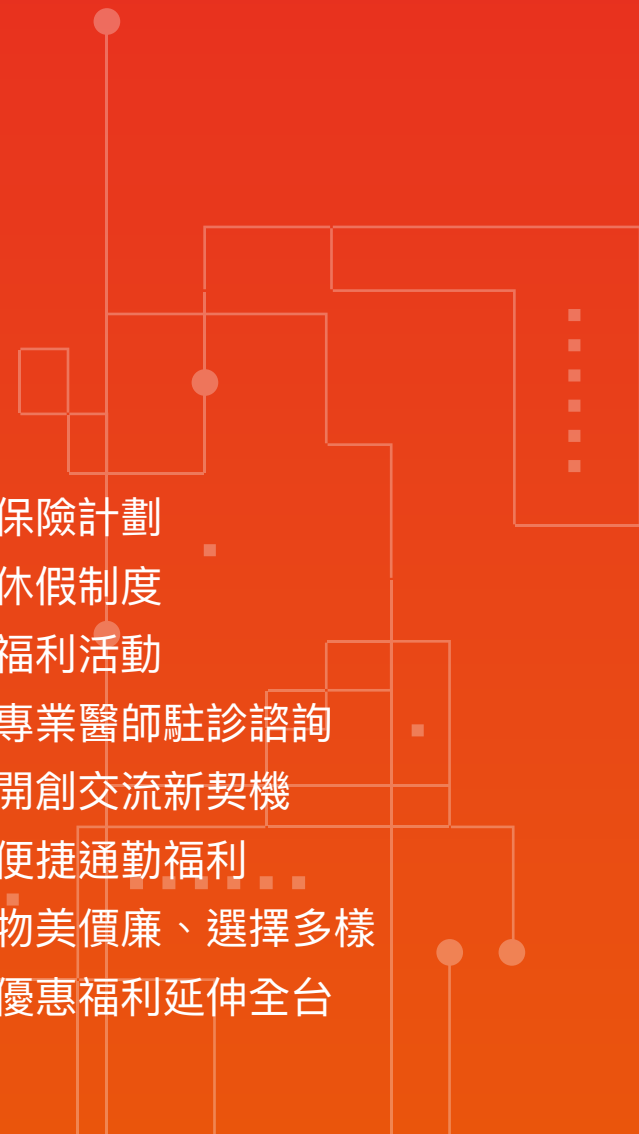 保險計劃
休假制度
福利活動
專業醫師駐診諮詢
開創交流新契機
便捷通勤福利
物美價廉、選擇多樣
優惠福利延伸全台